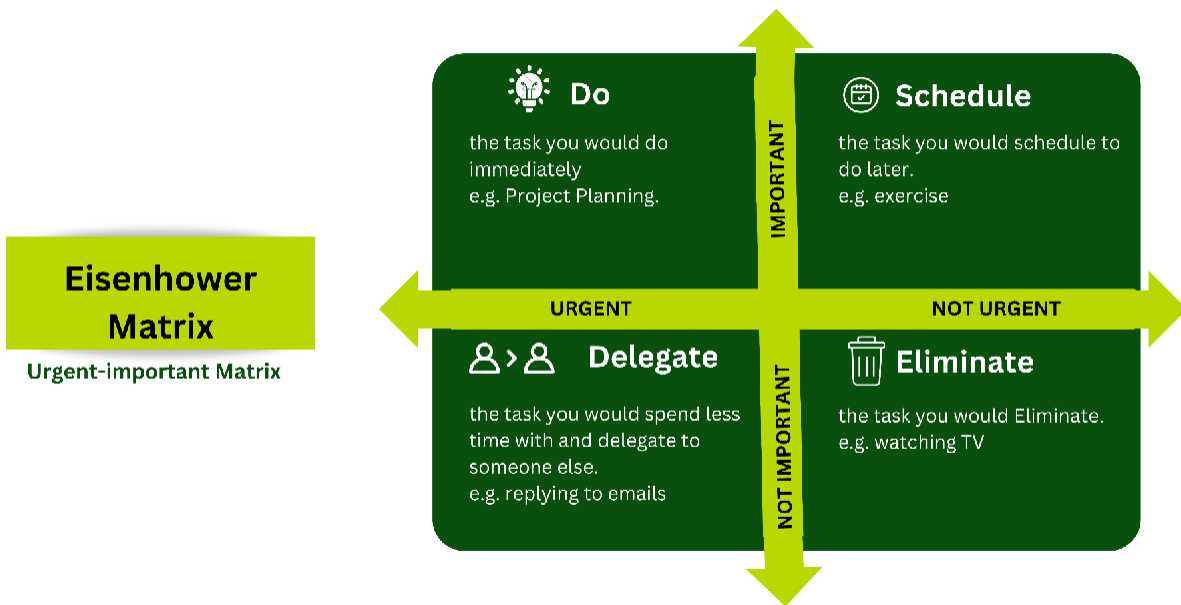 Eisenhower
Matrix
Urgent-important Matrix
Do
the task you would do
immediately
e.g. Project Planning.
Schedule
the task you would schedule to
do later.
e.g. exercise
IMPORTANT
URGENT
NOT URGENT
Delegate
the task you would spend less
time with and delegate to
someone else.
e.g. replying to emails
Eliminate
the task you would Eliminate.
e.g. watching TV
NOT IMPORTANT